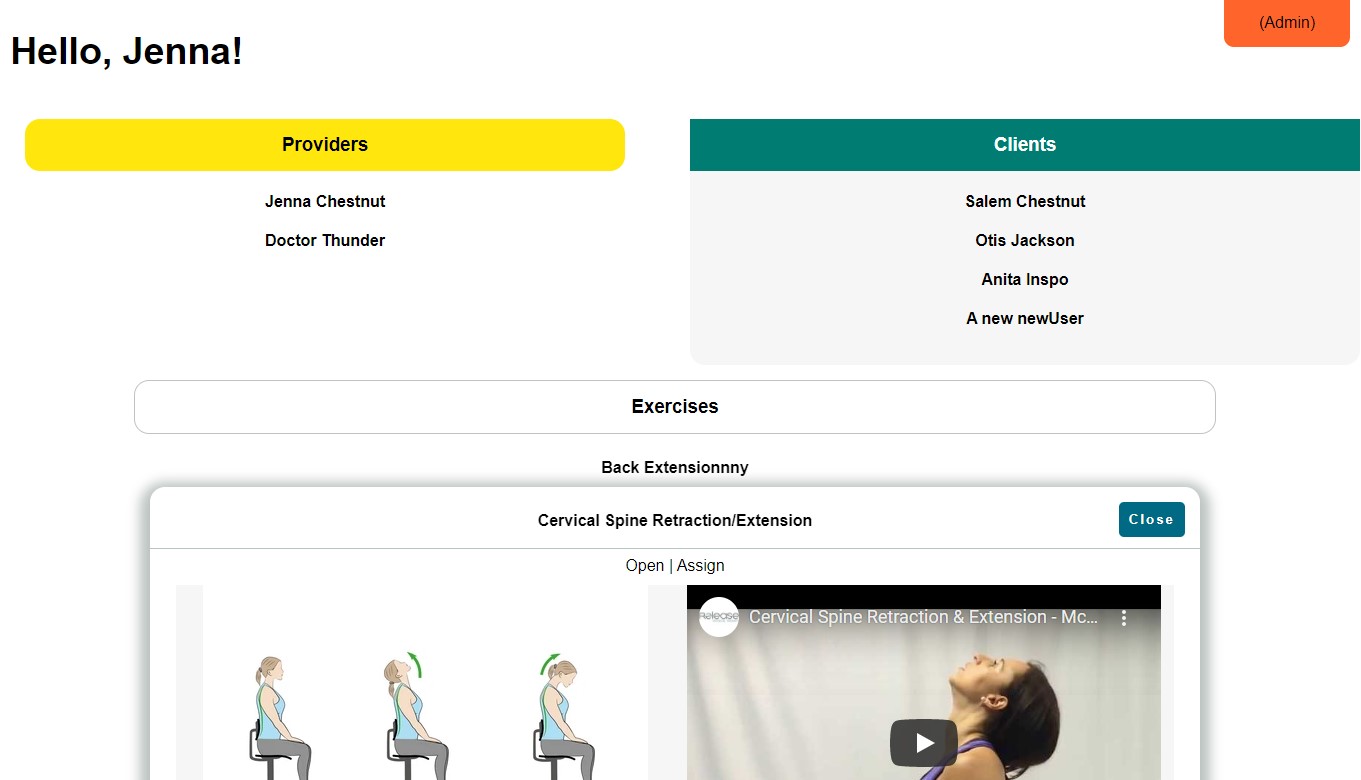 (Admin)
Hello, Jenna!
Providers
Jenna Chestnut
Doctor Thunder
Clients
Salem Chestnut
Otis Jackson
Anita Inspo
A new newUser
Exercises
Back Extensionnny
Cervical Spine Retraction/Extension
Close
Open | Assign
Release
Cervical Spine Retraction & Extension - Mc...